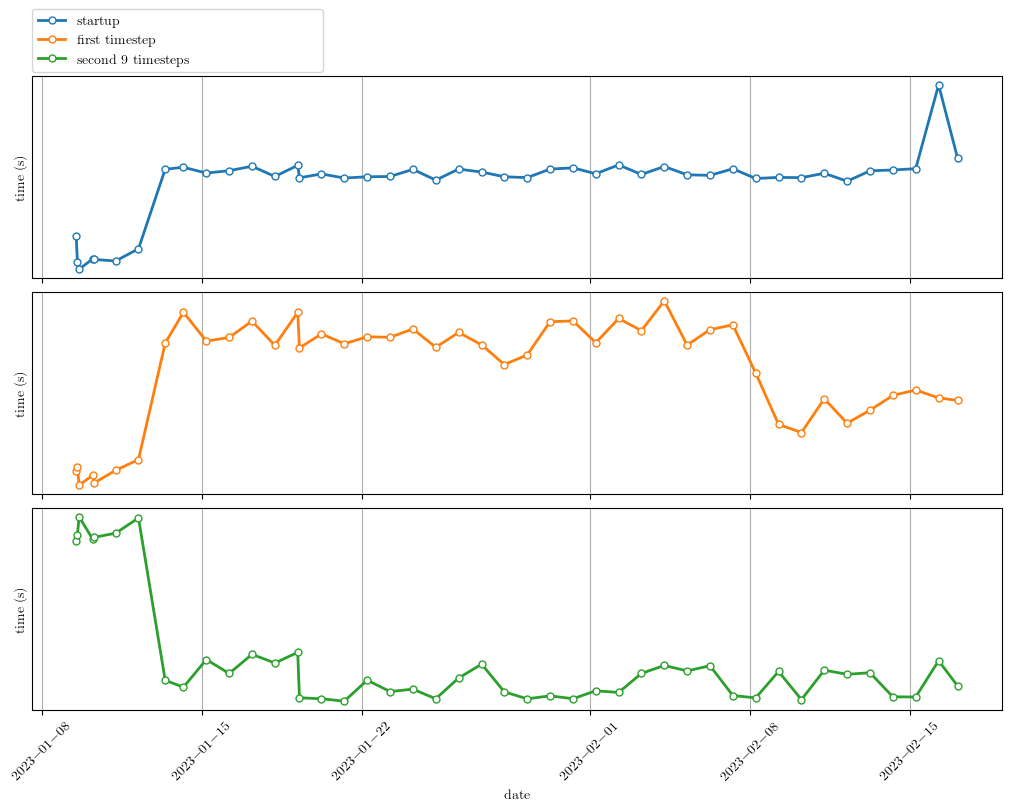 startup
first timestep
second 9 timesteps
time (s)
time (s)
time (s)
2023−01−08
2023−01−15
2023−01−22
2023−02−01
2023−02−08
2023−02−15
date